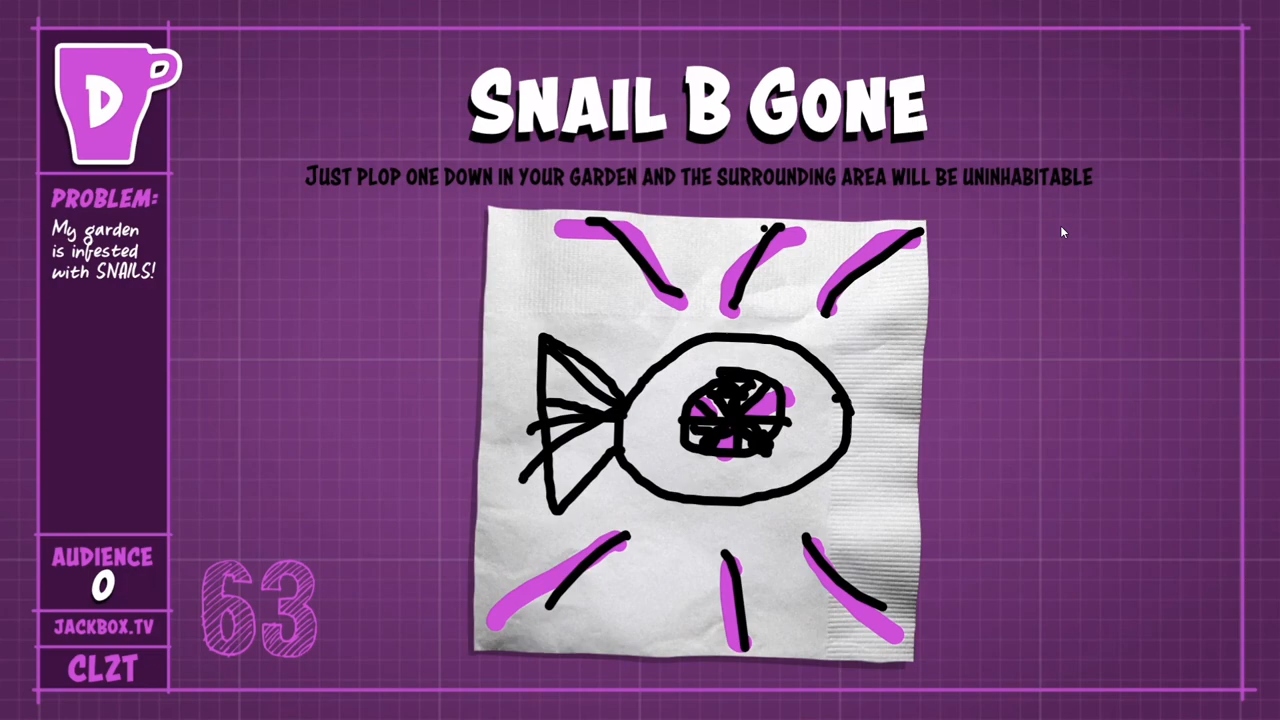 D
SNAIL B GONE
JUST PLOP ONE DOWN IN YOUR GARDEN AND THE SURROUNDING AREA WILL BE UNINHABITABLE
PROBLEM:
My garden
is infested
with SNAILS!
AUDIENCE
0
JACKBOX.TV
CLZT
63